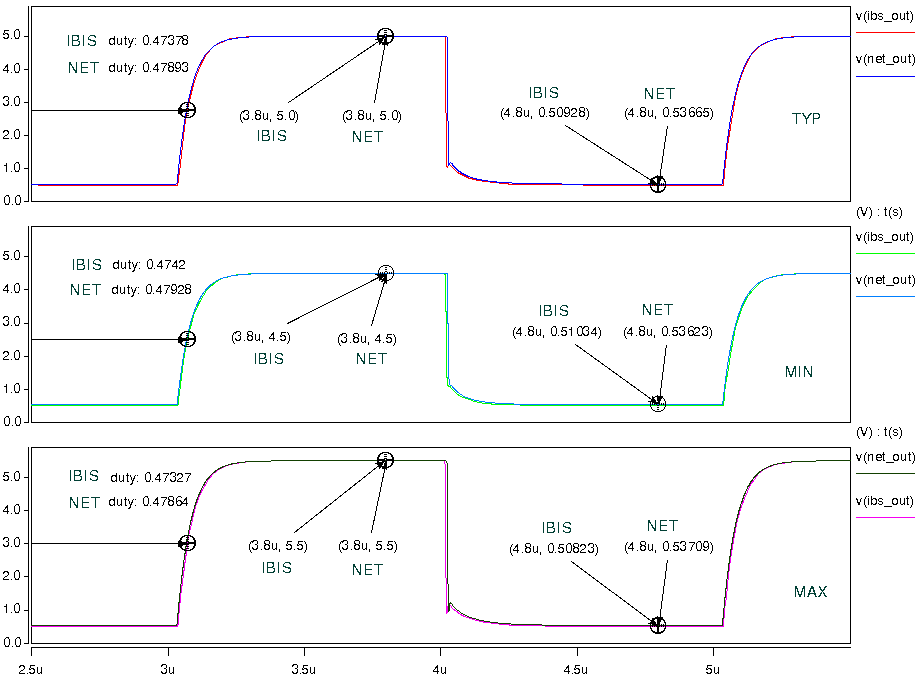 v(ibs_out)
5.0
IBIS duty: 0.47378
v(net_out)
4.0
NET duty: 0.47893
3.0
IBIS
NET
(3.8u, 5.0)
(3.8u, 5.0)
(4.8u, 0.50928)
(4.8u, 0.53665)
TYP
2.0
IBIS
NET
1.0
0.0
(V) : t(s)
v(ibs_out)
5.0
IBIS duty: 0.4742
v(net_out)
4.0
NET duty: 0.47928
3.0
IBIS
NET
(3.8u, 4.5)
(3.8u, 4.5)
(4.8u, 0.51034)
(4.8u, 0.53623)
2.0
IBIS
NET
MIN
1.0
0.0
(V) : t(s)
v(net_out)
5.0
IBIS duty: 0.47327
v(ibs_out)
NET duty: 0.47864
4.0
IBIS
NET
3.0
(3.8u, 5.5)
(3.8u, 5.5)
(4.8u, 0.50823)
(4.8u, 0.53709)
2.0
IBIS
NET
MAX
1.0
0.0
2.5u 3u 3.5u 4u 4.5u 5u